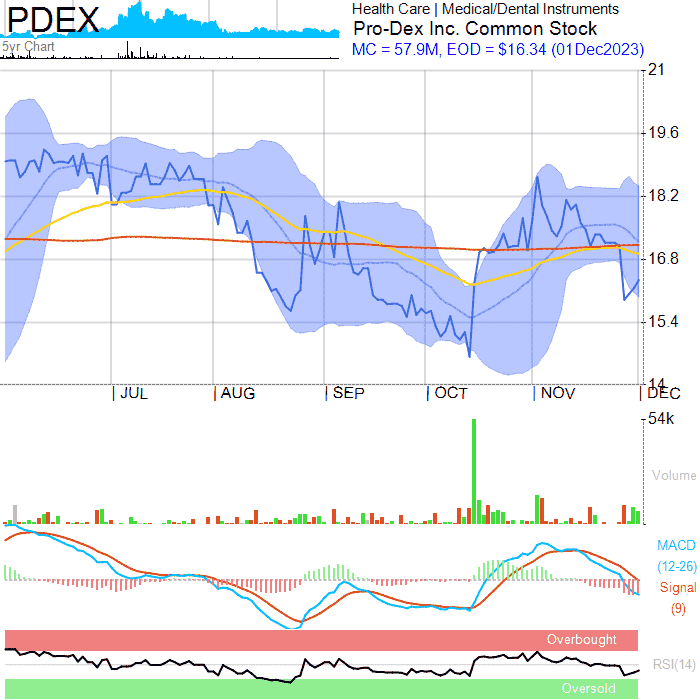 PDEX
5yr Chart
Health Care | Medical/Dental Instruments
Pro-Dex Inc. Common Stock
MC = 57.9M, EOD = $16.34 (01Dec2023)
21
19.6
18.2
16.8
15.4
14
JUL AUG SEP OCT NOV DEC
54k
Volume
MACD
(12-26)
Signal
(9)
Overbought
RSI(14)
Oversold